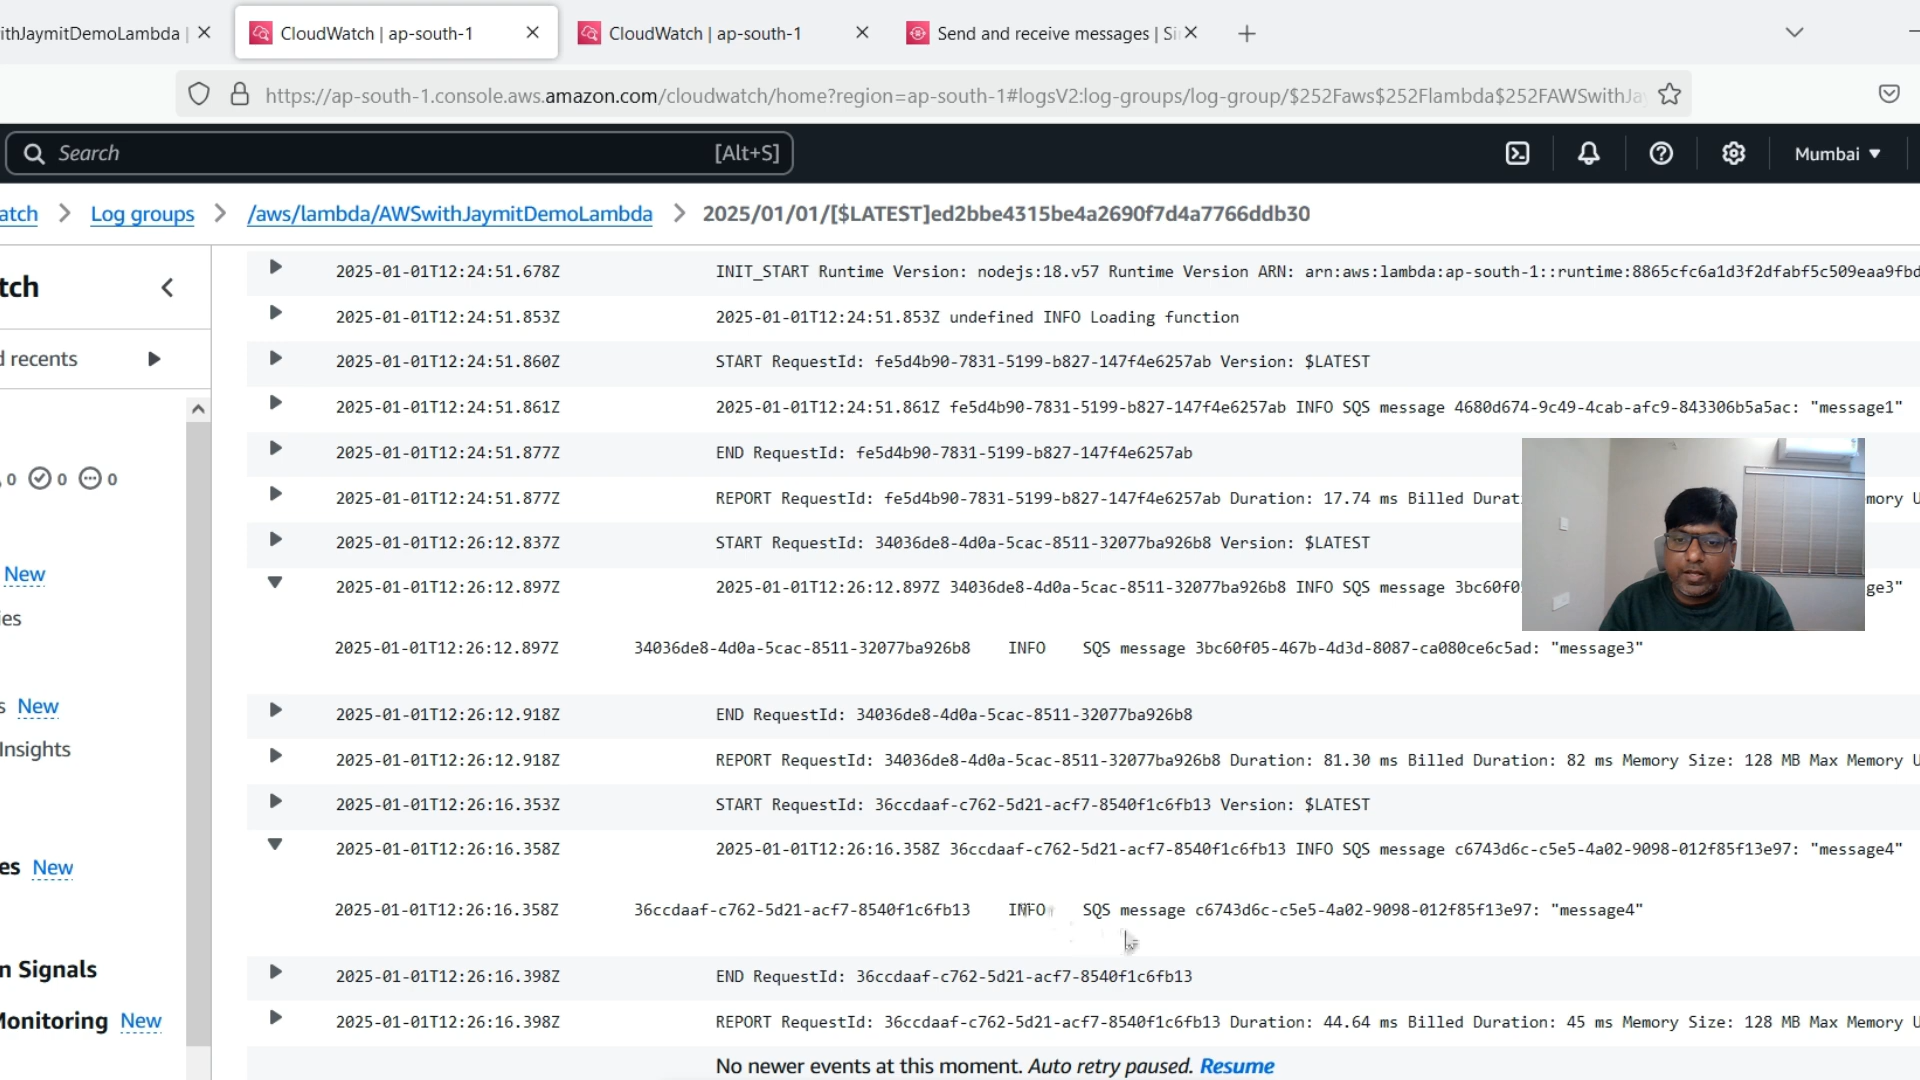 ithJaymitDemoLambda
CloudWatch | ap-south-1
CloudWatch | ap-south-1
Send and receive messages | Si
https://ap-south-1.console.aws.amazon.com/cloudwatch/home?region=ap-south-1#logsV2:log-groups/log-group/$252Faws$252Flambda$252FAWSwithJay
Search [Alt+S]
Mumbai
atch > Log groups > /aws/lambda/AWSwithJaymitDemoLambda > 2025/01/01/[$LATEST]ed2bbe4315be4a2690f7d4a7766ddb30
tch
d recents
0 0 0
New
ies
s New
Insights
es New
n Signals
Monitoring New
2025-01-01T12:24:51.678Z INIT_START Runtime Version: nodejs:18.v57 Runtime Version ARN: arn:aws:lambda:ap-south-1::runtime:8865cfc6a1d3f2dfabf5c509eaa9fbd
2025-01-01T12:24:51.853Z 2025-01-01T12:24:51.853Z undefined INFO Loading function
2025-01-01T12:24:51.860Z START RequestId: fe5d4b90-7831-5199-b827-147f4e6257ab Version: $LATEST
2025-01-01T12:24:51.861Z 2025-01-01T12:24:51.861Z fe5d4b90-7831-5199-b827-147f4e6257ab INFO SQS message 4680d674-9c49-4cab-afc9-843306b5a5ac: "message1"
2025-01-01T12:24:51.877Z END RequestId: fe5d4b90-7831-5199-b827-147f4e6257ab
2025-01-01T12:24:51.877Z REPORT RequestId: fe5d4b90-7831-5199-b827-147f4e6257ab Duration: 17.74 ms Billed Durat mory U
2025-01-01T12:26:12.837Z START RequestId: 34036de8-4d0a-5cac-8511-32077ba926b8 Version: $LATEST
2025-01-01T12:26:12.897Z 2025-01-01T12:26:12.897Z 34036de8-4d0a-5cac-8511-32077ba926b8 INFO SQS message 3bc60f0 ge3"
2025-01-01T12:26:12.897Z 34036de8-4d0a-5cac-8511-32077ba926b8 INFO SQS message 3bc60f05-467b-4d3d-8087-ca080ce6c5ad: "message3"
2025-01-01T12:26:12.918Z END RequestId: 34036de8-4d0a-5cac-8511-32077ba926b8
2025-01-01T12:26:12.918Z REPORT RequestId: 34036de8-4d0a-5cac-8511-32077ba926b8 Duration: 81.30 ms Billed Duration: 82 ms Memory Size: 128 MB Max Memory U
2025-01-01T12:26:16.353Z START RequestId: 36ccdaaf-c762-5d21-acf7-8540f1c6fb13 Version: $LATEST
2025-01-01T12:26:16.358Z 2025-01-01T12:26:16.358Z 36ccdaaf-c762-5d21-acf7-8540f1c6fb13 INFO SQS message c6743d6c-c5e5-4a02-9098-012f85f13e97: "message4"
2025-01-01T12:26:16.358Z 36ccdaaf-c762-5d21-acf7-8540f1c6fb13 INFO SQS message c6743d6c-c5e5-4a02-9098-012f85f13e97: "message4"
2025-01-01T12:26:16.398Z END RequestId: 36ccdaaf-c762-5d21-acf7-8540f1c6fb13
2025-01-01T12:26:16.398Z REPORT RequestId: 36ccdaaf-c762-5d21-acf7-8540f1c6fb13 Duration: 44.64 ms Billed Duration: 45 ms Memory Size: 128 MB Max Memory U
No newer events at this moment. Auto retry paused. Resume